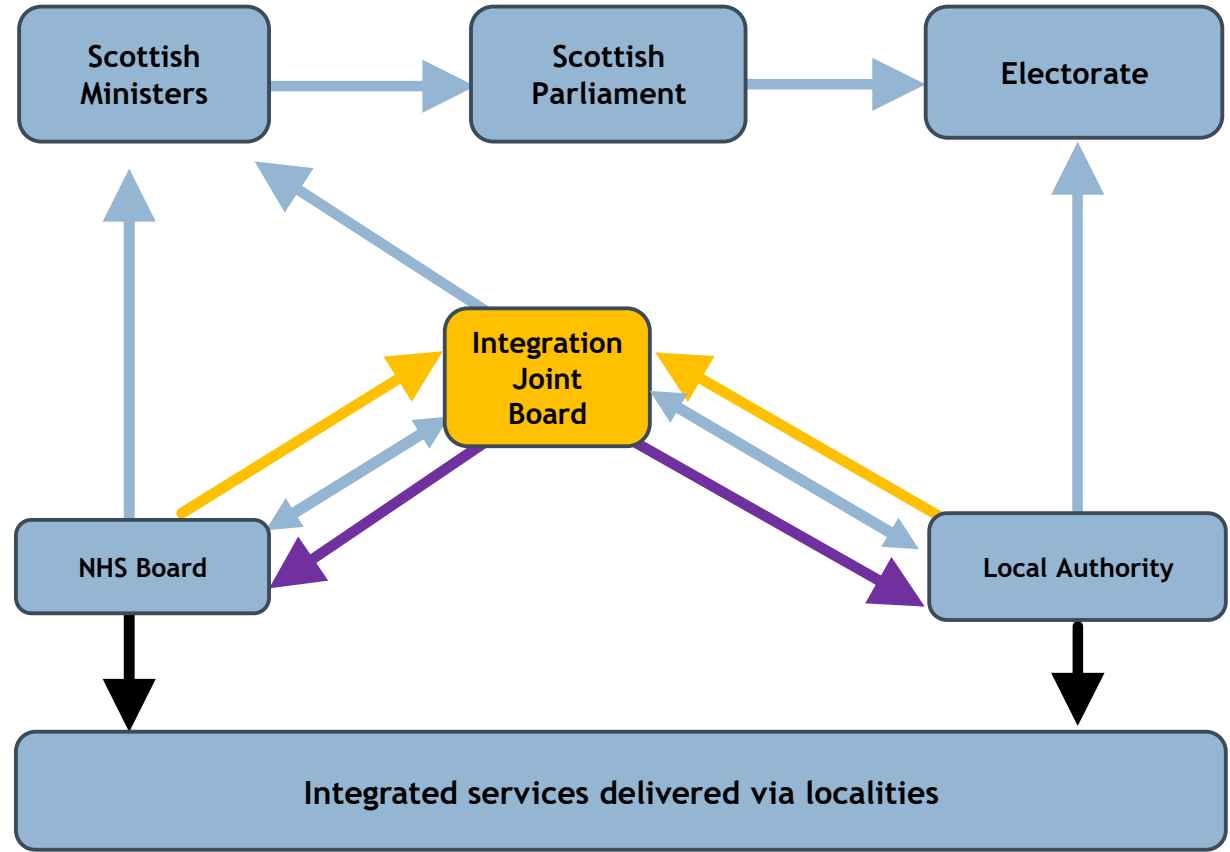 Scottish
Ministers
Scottish
Parliament
Electorate
Integration
Joint
Board
NHS Board
Local Authority
Integrated services delivered via localities